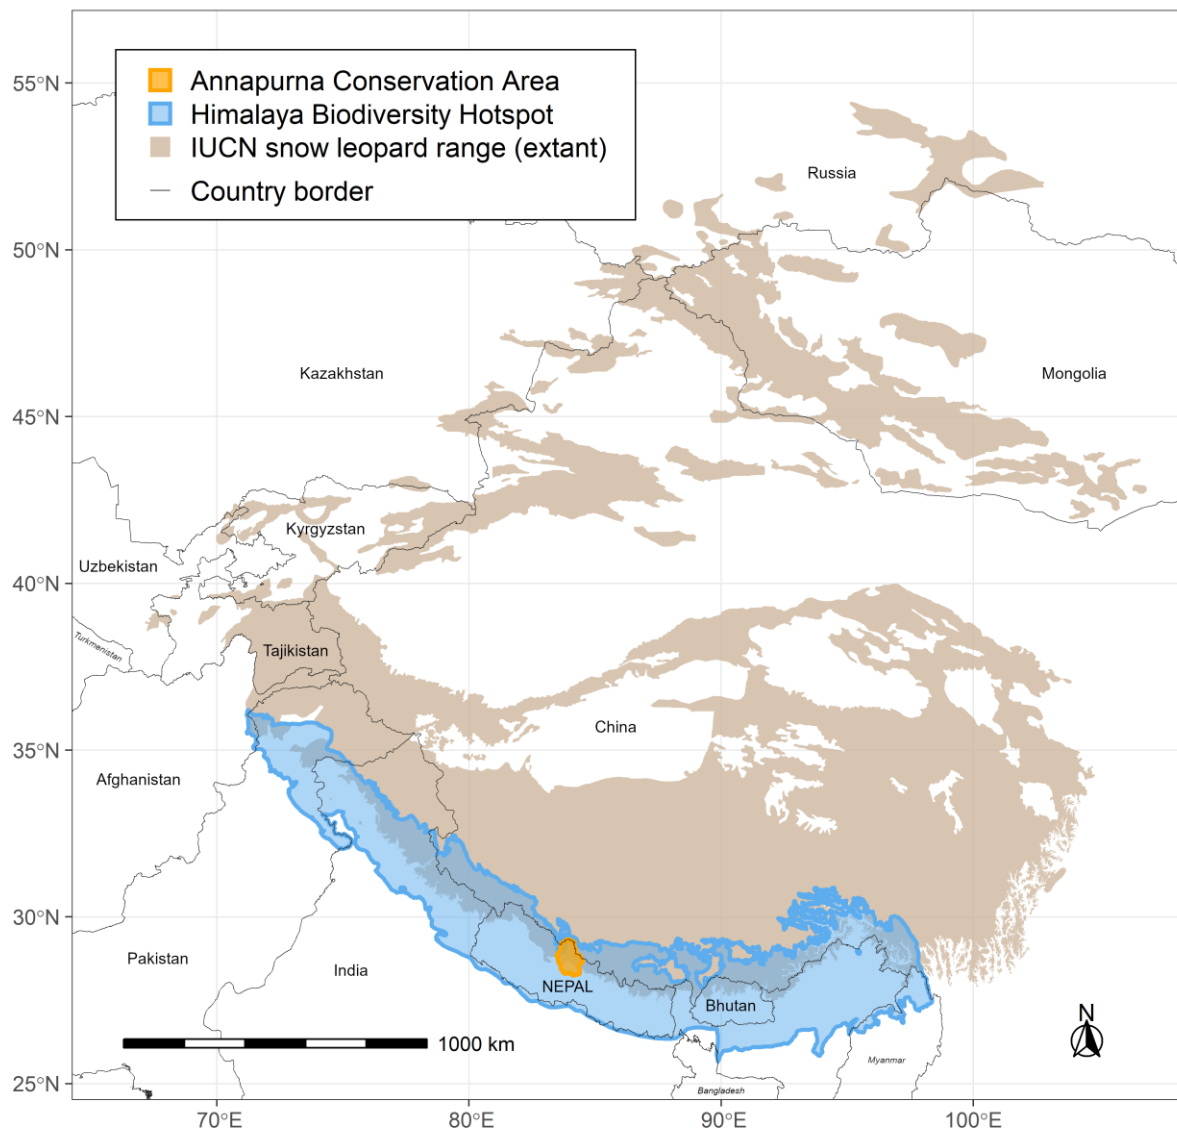 Annapurna Conservation Area
Himalaya Biodiversity Hotspot
IUCN snow leopard range (extant)
Country border
55°N
50°N
45°N
40°N
35°N
30°N
25°N
Russia
Kazakhstan
Mongolia
Kyrgyzstan
Uzbekistan
Turkmenistan
Tajikistan
China
Afghanistan
Pakistan
India
NEPAL
Bhutan
N
1000 km
Myanmar
Bangladesh
70°E
80°E
90°E
100°E